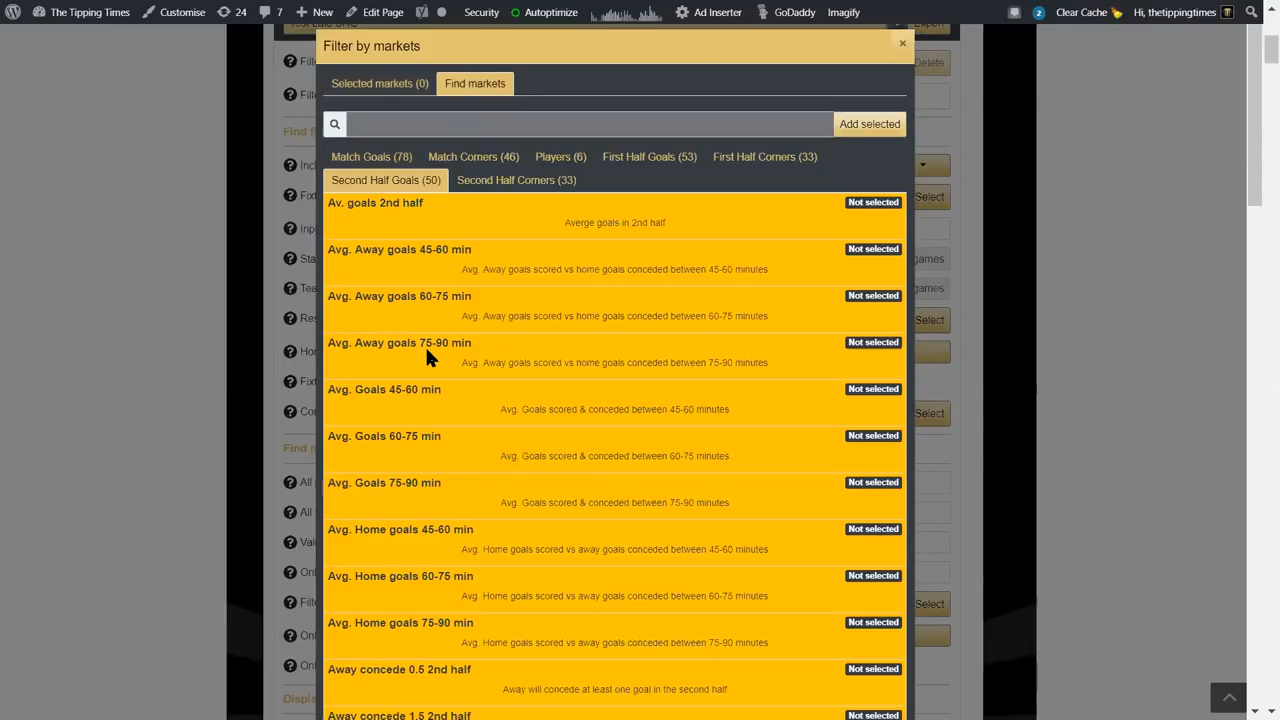 The Tipping Times Customise 24 7 New Edit Page Security Autoptimize Ad Inserter GoDaddy Imagify 2 Clear Cache Hi, thetippingtimes
Filter by markets
Delete
Selected markets (0) Find markets
Add selected
Match Goals (78) Match Corners (46) Players (6) First Half Goals (53) First Half Corners (33)
Second Half Goals (50) Second Half Corners (33)
Select
Av. goals 2nd half Not selected
Averge goals in 2nd half
Avg. Away goals 45-60 min Not selected
games
Avg. Away goals scored vs home goals conceded between 45-60 minutes
games
Avg. Away goals 60-75 min Not selected
Avg. Away goals scored vs home goals conceded between 60-75 minutes
Select
Avg. Away goals 75-90 min Not selected
Avg. Away goals scored vs home goals conceded between 75-90 minutes
Avg. Goals 45-60 min Not selected
Avg. Goals scored & conceded between 45-60 minutes
Select
Avg. Goals 60-75 min Not selected
Avg. Goals scored & conceded between 60-75 minutes
Avg. Goals 75-90 min Not selected
Avg. Goals scored & conceded between 75-90 minutes
Avg. Home goals 45-60 min Not selected
Avg. Home goals scored vs away goals conceded between 45-60 minutes
Avg. Home goals 60-75 min Not selected
Avg. Home goals scored vs away goals conceded between 60-75 minutes
Select
Avg. Home goals 75-90 min Not selected
Avg. Home goals scored vs away goals conceded between 75-90 minutes
Away concede 0.5 2nd half Not selected
Away will concede at least one goal in the second half
Away concede 1.5 2nd half Not selected